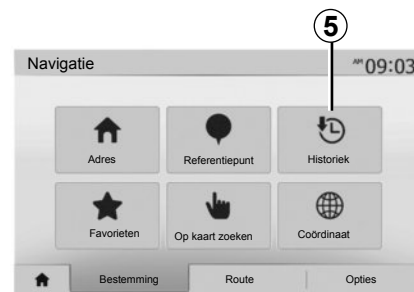 5
Navigatie AM 09:03
Adres Referentiepunt Historiek
Favorieten Op kaart zoeken Coördinaat
Bestemming Route Opties